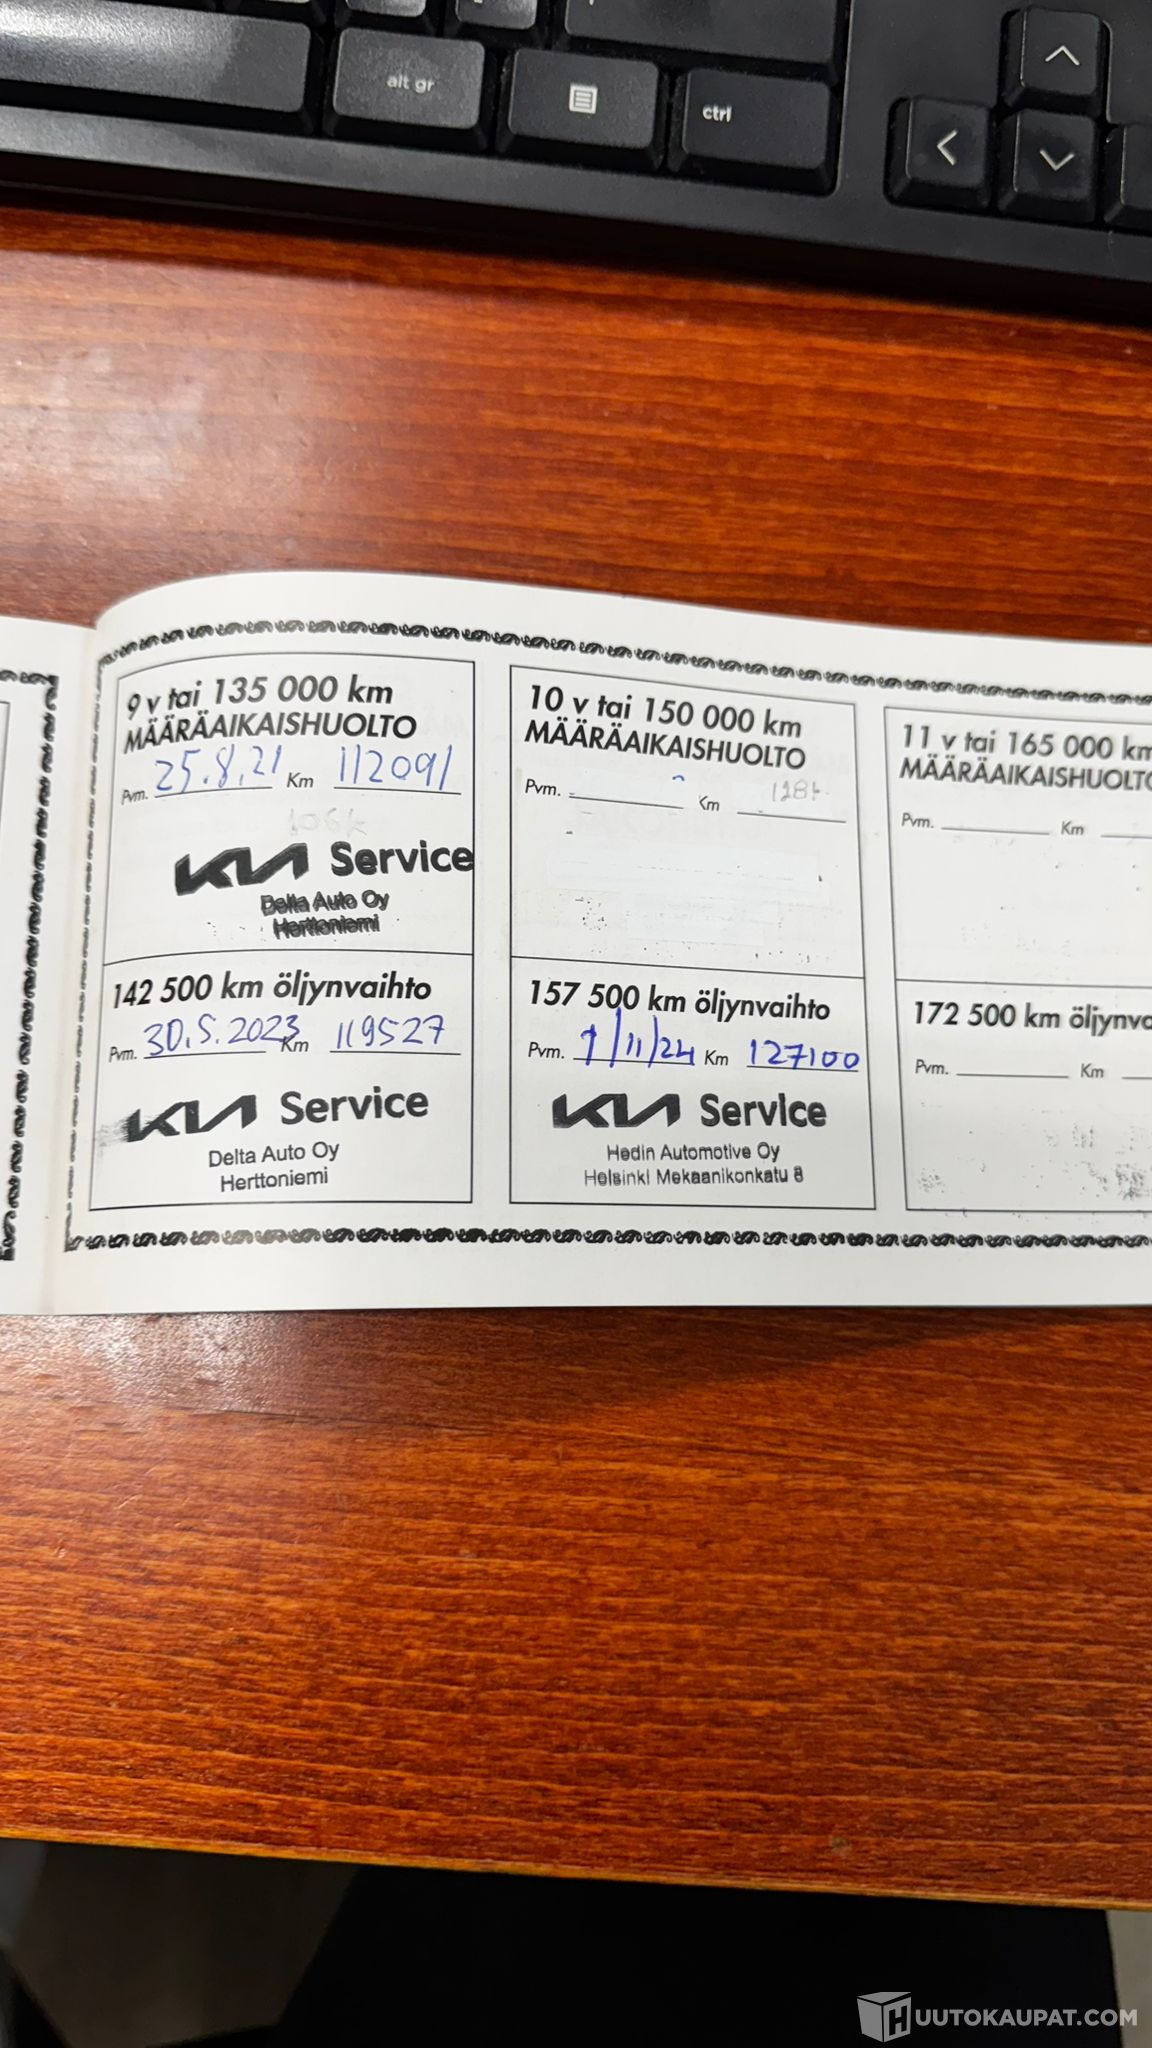 alt gr
ctrl
9 v tai 135 000 km
MÄÄRÄAIKAISHUOLTO
Pvm. 25.8.21 Km 112091
106k
KIA Service
Delta Auto Oy
Herttoniemi
142 500 km öljynvaihto
Pvm. 30.5.2023 Km 119527
KIA Service
Delta Auto Oy
Herttoniemi
10 v tai 150 000 km
MÄÄRÄAIKAISHUOLTO
Pvm. Km
157 500 km öljynvaihto
Pvm. 1/11/24 Km 127100
KIA Service
Hedin Automotive Oy
Helsinki Mekaanikonkatu 8
11 v tai 165 000 km
MÄÄRÄAIKAISHUOLTO
Pvm. Km
172 500 km öljynva
Pvm. Km
HUUTOKAUPAT.COM